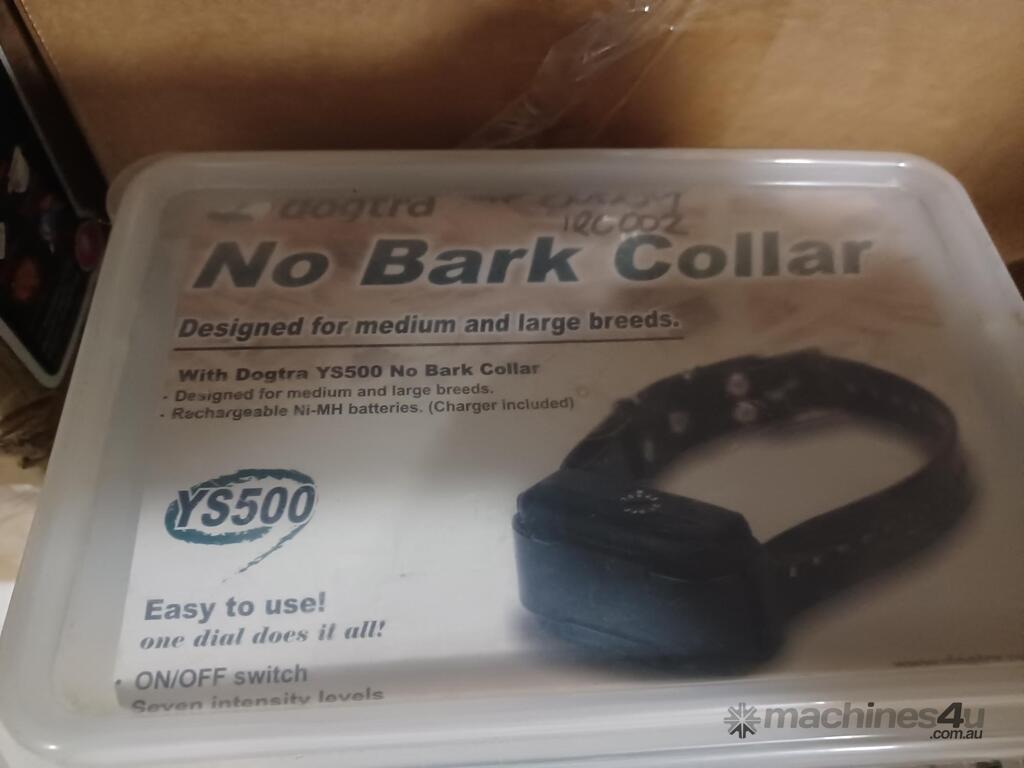 dogtra
IRC002
No Bark Collar
Designed for medium and large breeds.
With Dogtra YS500 No Bark Collar
- Designed for medium and large breeds.
- Rechargeable Ni-MH batteries. (Charger included)
YS500
Easy to use!
one dial does it all!
• ON/OFF switch
Seven intensity levels
machines4u
.com.au